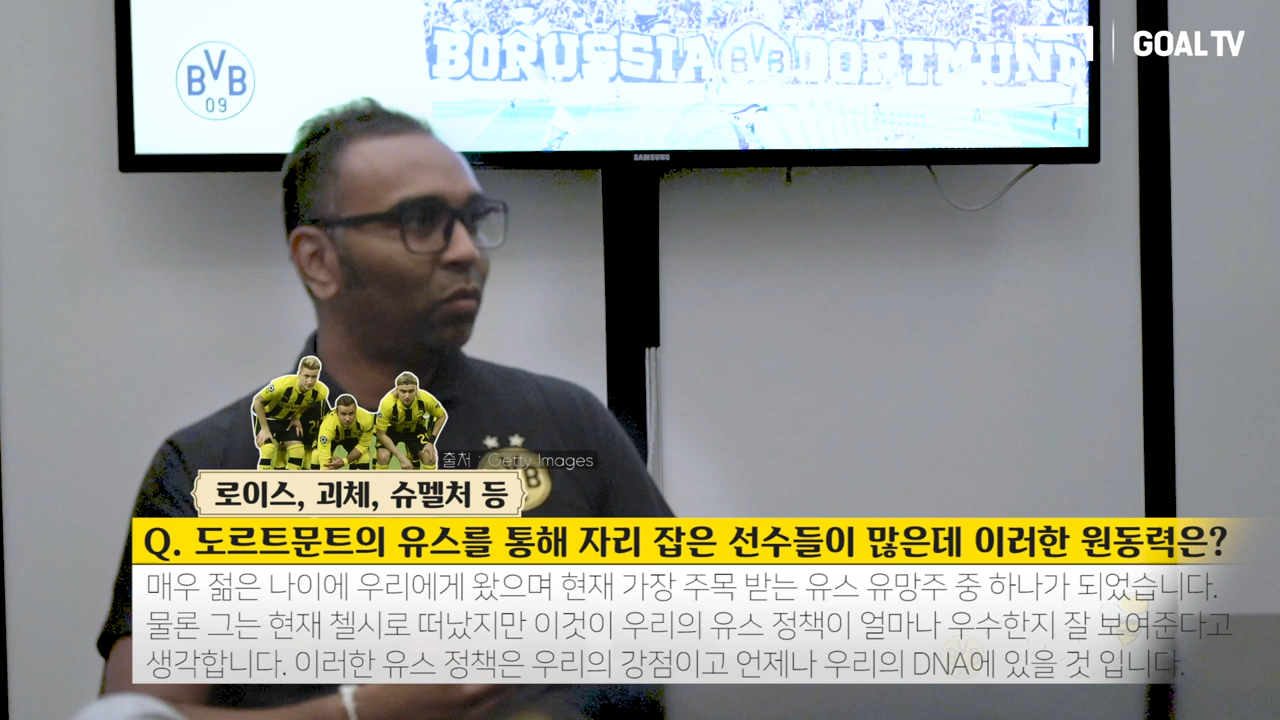 GOAL TV
BORUSSIA BVB DORTMUND
BVB
09
SAMSUNG
출처 : Getty Images
로이스, 괴체, 슈멜처 등
Q. 도르트문트의 유스를 통해 자리 잡은 선수들이 많은데 이러한 원동력은?
매우 젊은 나이에 우리에게 왔으며 현재 가장 주목 받는 유스 유망주 중 하나가 되었습니다.
물론 그는 현재 첼시로 떠났지만 이것이 우리의 유스 정책이 얼마나 우수한지 잘 보여준다고
생각합니다. 이러한 유스 정책은 우리의 강점이고 언제나 우리의 DNA에 있을 것 입니다.